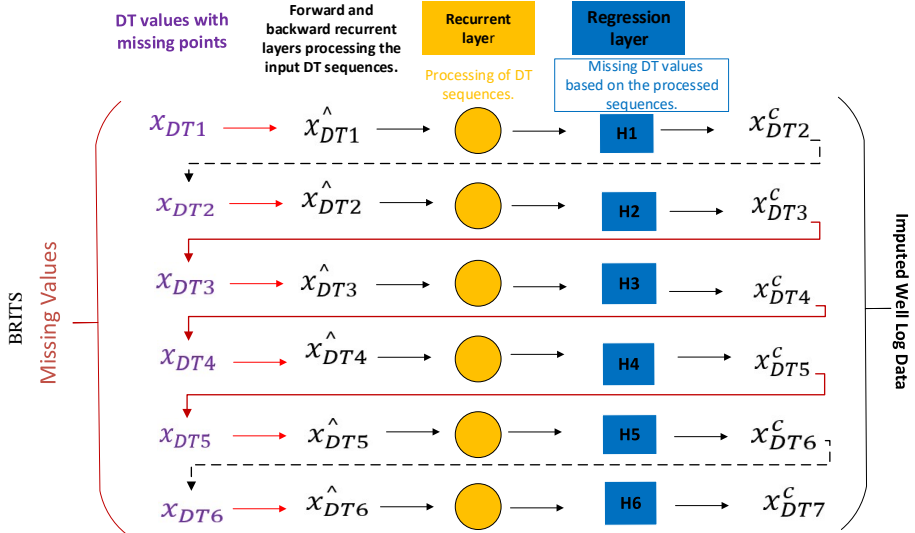 DT values with
missing points
Forward and
backward recurrent
layers processing the
input DT sequences.
Recurrent
layer
Processing of DT
sequences.
Regression
layer
Missing DT values
based on the processed
sequences.
BRITS
Missing Values
x_DT1 x^_DT1 H1 x^c_DT2
x_DT2 x^_DT2 H2 x^c_DT3
x_DT3 x^_DT3 H3 x^c_DT4
x_DT4 x^_DT4 H4 x^c_DT5
x_DT5 x^_DT5 H5 x^c_DT6
x_DT6 x^_DT6 H6 x^c_DT7
Imputed Well Log Data